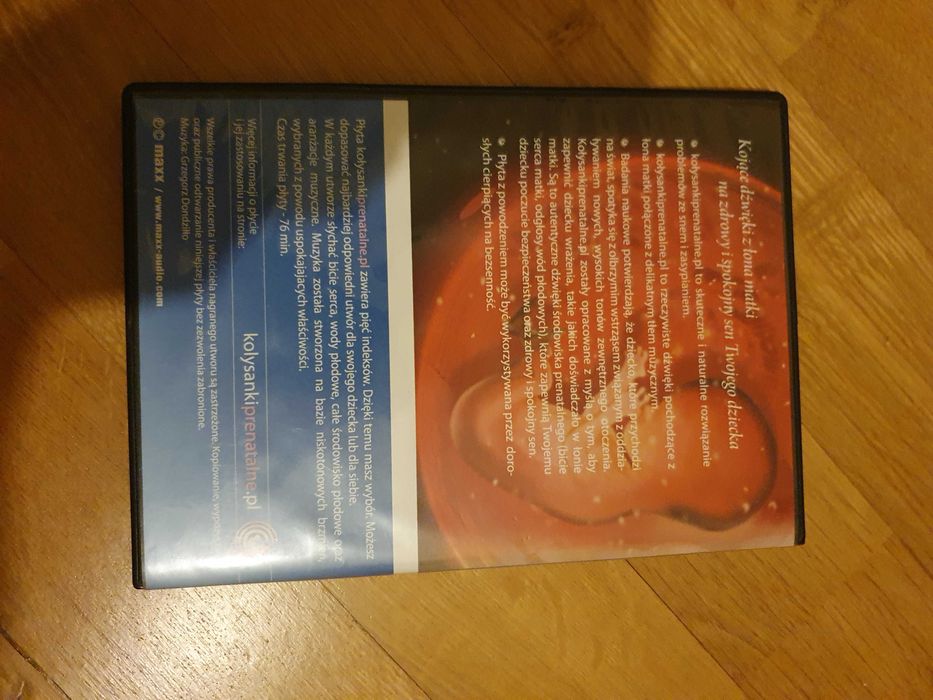 Kojące dźwięki z łona matki
na zdrowy i spokojny sen Twojego dziecka
• kołysankiprenatalne.pl to skuteczne i naturalne rozwiązanie
problemów ze snem i zasypianiem.
• kołysankiprenatalne.pl to rzeczywiste dźwięki pochodzące z
łona matki połączone z delikatnym tłem muzycznym.
• Badania naukowe potwierdzają, że dziecko, które przychodzi
na świat spotyka się z olbrzymim wstrząsem związanym z oddzia-
ływaniem nowych, wysokich tonów zewnętrznego otoczenia.
Kołysankiprenatalne.pl zostały opracowane z myślą o tym, aby
zapewnić dziecku wrażenia, takie jakich doświadczało w łonie
matki. Są to autentyczne dźwięki środowiska prenatalnego (bicie
serca matki, odgłosy wód płodowych), które zapewnią Twojemu
dziecku poczucie bezpieczeństwa oraz zdrowy i spokojny sen.
• Płyta z powodzeniem może być wykorzystywana przez doro-
słych cierpiących na bezsenność.
Płyta kołysankiprenatalne.pl zawiera pięć indeksów. Dzięki temu masz wybór. Możesz
dopasować najbardziej odpowiedni utwór dla swojego dziecka lub dla siebie.
W każdym utworze słychać bicie serca, wody płodowe, całe środowisko płodowe oraz
aranżacje muzyczne. Muzyka została stworzona na bazie niskotonowych brzmień,
wybranych z powodu uspokajających właściwości.
Czas trwania płyty - 76 min.
Więcej informacji o płycie
i jej zastosowaniu na stronie:
kołysankiprenatalne.pl
Wszelkie prawa producenta i właściciela nagranego utworu są zastrzeżone. Kopiowanie,
oraz publiczne odtwarzanie niniejszej płyty bez zezwolenia zabronione.
Muzyka: Grzegorz Dondziłło
℗© maxx / www.maxx-audio.com